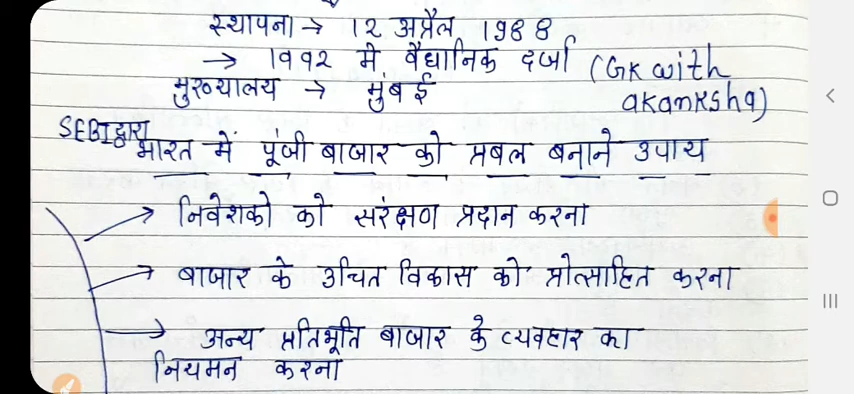 स्थापना → 12 अप्रैल 1988
→ 1992 मे वैधानिक दर्जा (GK with
मुख्यालय → मुंबई akanksha)
SEBI द्वारा
भारत में पूंजी बाजार को प्रबल बनाने उपाय
→ निवेशको को सरंक्षण प्रदान करना
→ बाजार के उचित विकास को प्रोत्साहित करना
→ अन्य प्रतिभूति बाजार के व्यवहार का
नियमन करना